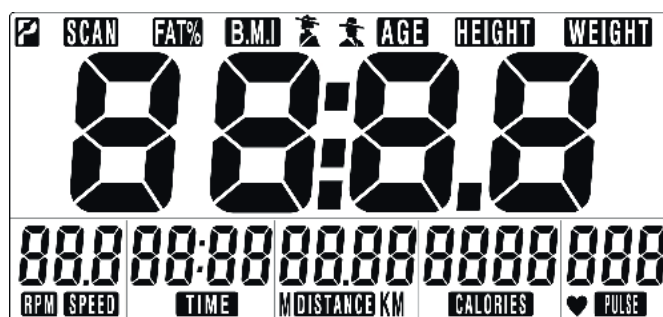 SCAN FAT% B.M.I AGE HEIGHT WEIGHT
88:8.8
88.8 88:88 88.88 8888 888
RPM SPEED TIME M DISTANCE KM CALORIES PULSE